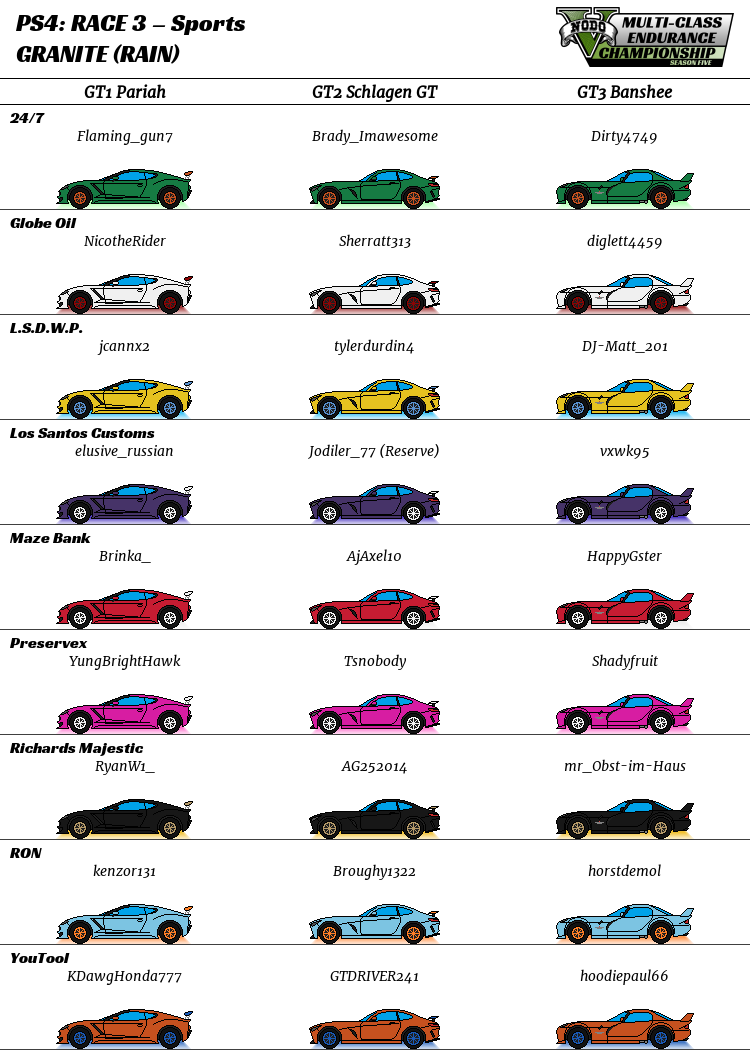 PS4: RACE 3 – Sports
GRANITE (RAIN)
NODO
V
MULTI-CLASS
ENDURANCE
CHAMPIONSHIP
SEASON FIVE
GT1 Pariah GT2 Schlagen GT GT3 Banshee
24/7
Flaming_gun7 Brady_Imawesome Dirty4749
Globe Oil
NicotheRider Sherratt313 diglett4459
L.S.D.W.P.
jcannx2 tylerdurdin4 DJ-Matt_201
Los Santos Customs
elusive_russian Jodiler_77 (Reserve) vxwk95
Maze Bank
Brinka_ AjAxel10 HappyGster
Preservex
YungBrightHawk Tsnobody Shadyfruit
Richards Majestic
RyanW1_ AG252014 mr_Obst-im-Haus
RON
kenzor131 Broughy1322 horstdemol
YouTool
KDawgHonda777 GTDRIVER241 hoodiepaul66